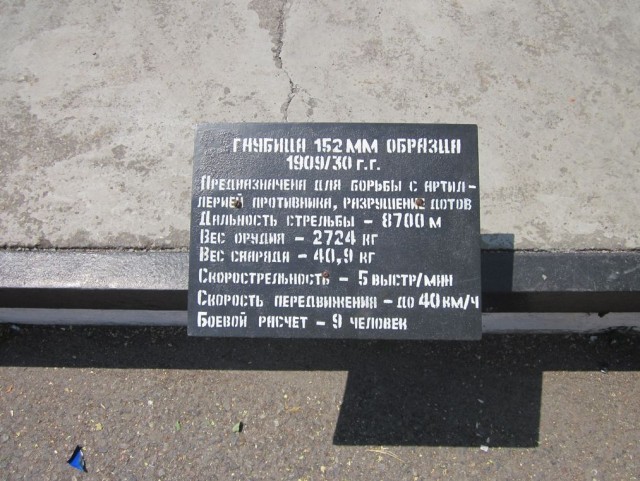 ГАУБИЦА 152 ММ ОБРАЗЦА
1909/30 г.г.
Предназначена для борьбы с артил-
лерией противника, разрушение дотов
Дальность стрельбы - 8700 м
Вес орудия - 2724 кг
Вес снаряда - 40,9 кг
Скорострельность - 5 выстр/мин
Скорость передвижения - до 40 км/ч
Боевой расчет - 9 человек